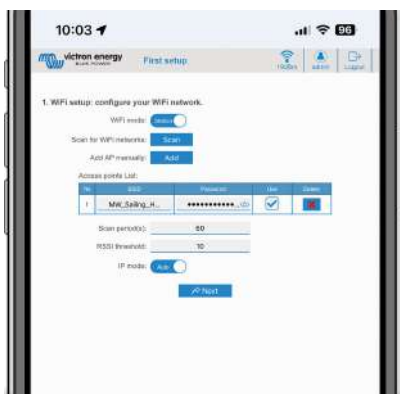 10:03
96
victron energy
BLUE POWER
First setup
admin
Logout
1. WiFi setup: configure your WiFi network.
WiFi mode: Station
Scan for WiFi networks: Scan
Add AP manually: Add
Access points List:
Nr SSID Password Use Delete
1 MW_Sailing_H... ••••••••••••...
Scan period(s): 60
RSSI threshold: 10
IP mode: Auto
Next